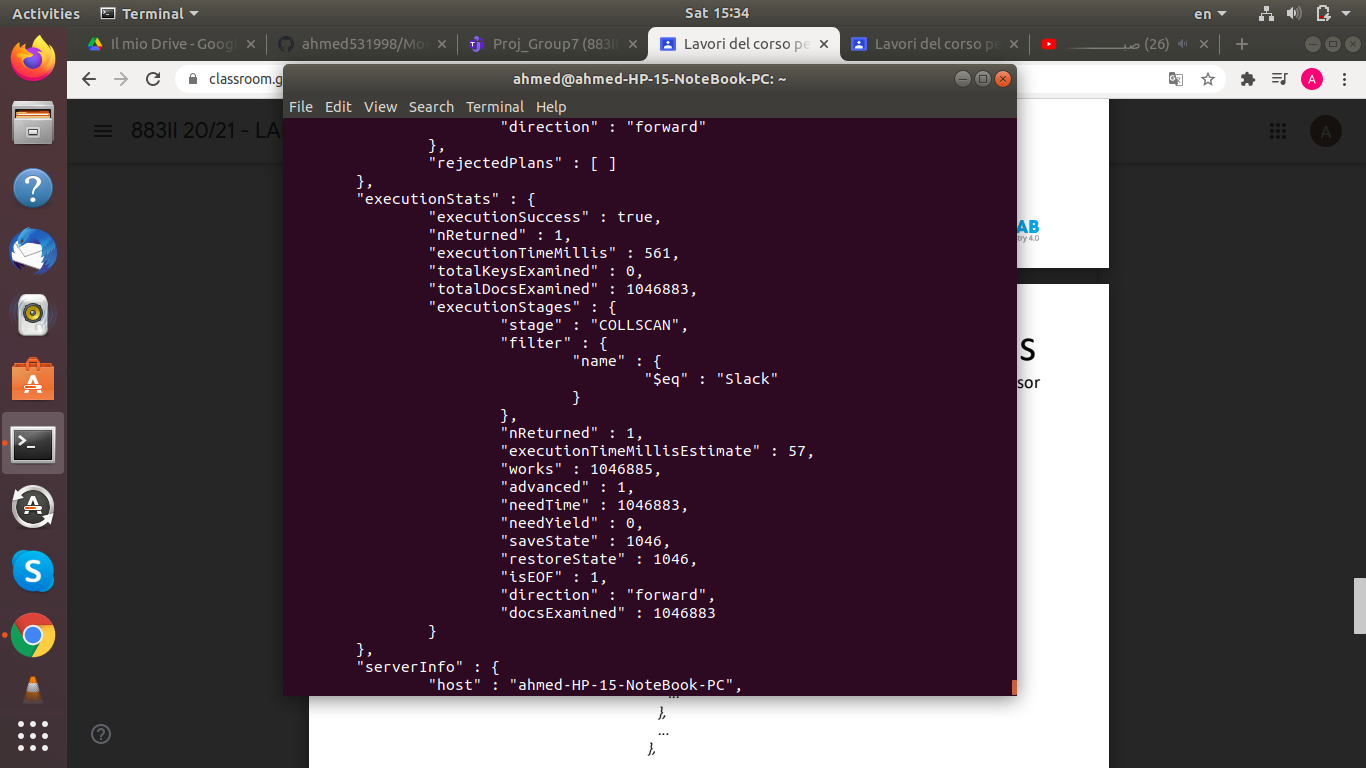 Activities
Terminal
Sat 15:34
en
Il mio Drive - Googl
ahmed531998/Mo
Proj_Group7 (883II
Lavori del corso pe
Lavori del corso pe
(26)
classroom.g
A
883II 20/21 - LA
A
ahmed@ahmed-HP-15-NoteBook-PC: ~
File Edit View Search Terminal Help
"direction" : "forward"
},
"rejectedPlans" : [ ]
},
"executionStats" : {
"executionSuccess" : true,
"nReturned" : 1,
"executionTimeMillis" : 561,
"totalKeysExamined" : 0,
"totalDocsExamined" : 1046883,
"executionStages" : {
"stage" : "COLLSCAN",
"filter" : {
"name" : {
"$eq" : "Slack"
}
},
"nReturned" : 1,
"executionTimeMillisEstimate" : 57,
"works" : 1046885,
"advanced" : 1,
"needTime" : 1046883,
"needYield" : 0,
"saveState" : 1046,
"restoreState" : 1046,
"isEOF" : 1,
"direction" : "forward",
"docsExamined" : 1046883
}
},
"serverInfo" : {
"host" : "ahmed-HP-15-NoteBook-PC",
AB
try 4.0
s
sor
...
},
...
},